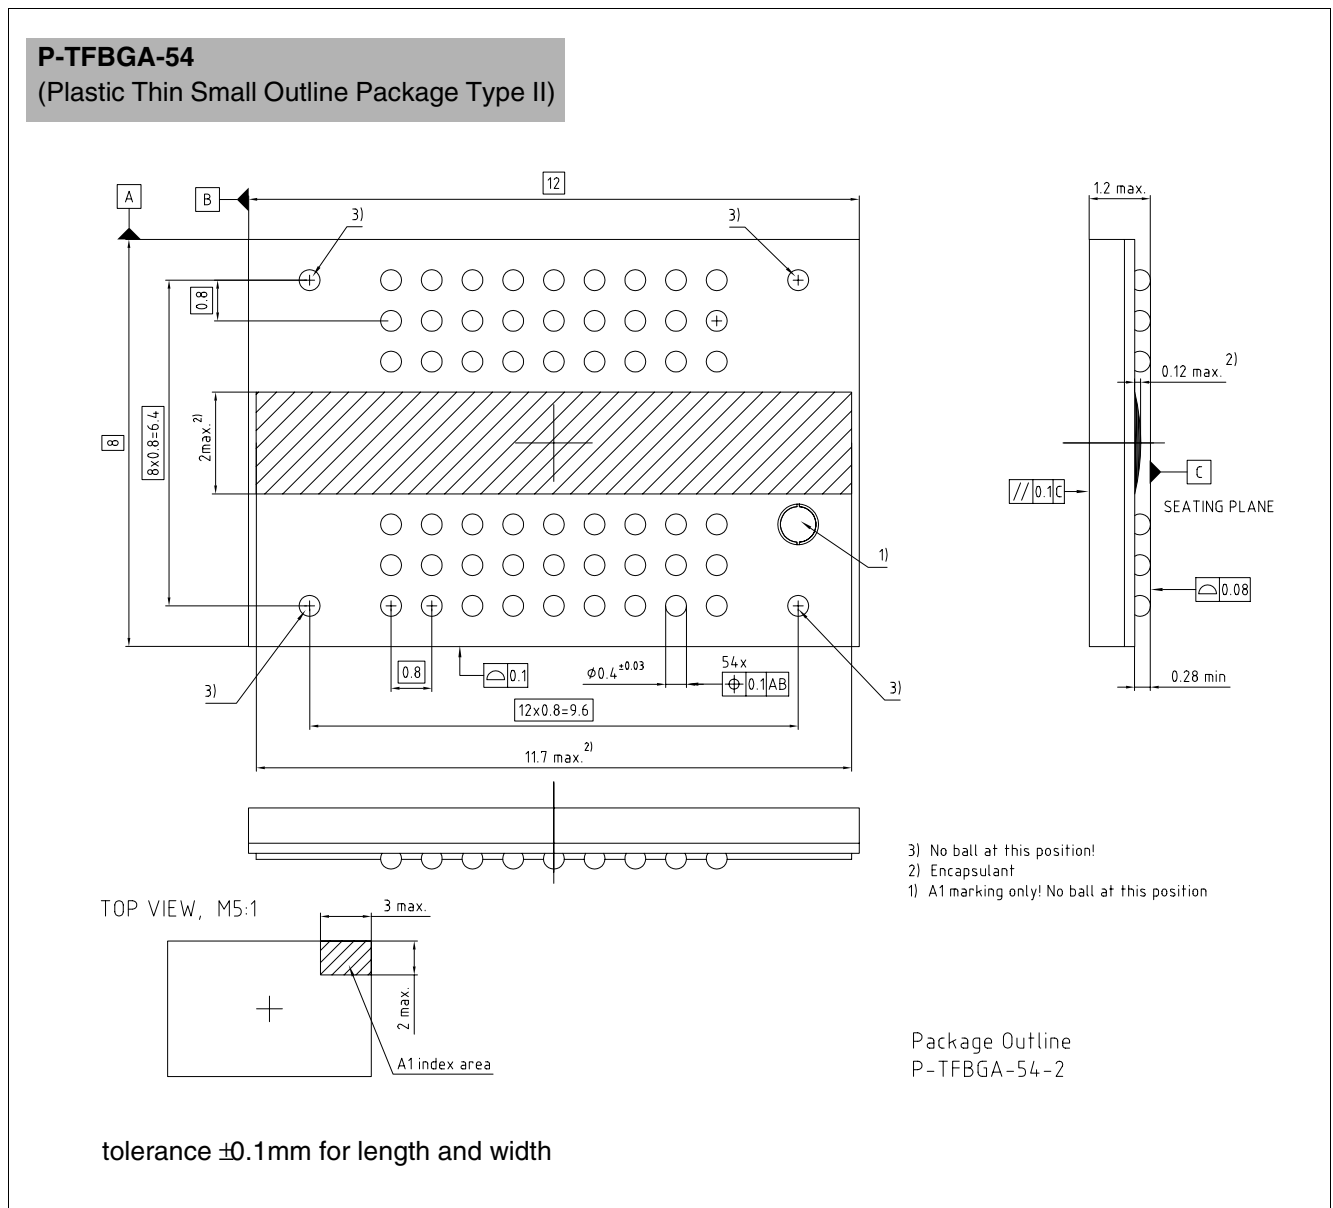 P-TFBGA-54
(Plastic Thin Small Outline Package Type II)
12
1.2 max.
A
B
3)
3)
0.8
0.12 max. 2)
8
8x0.8=6.4
2max. 2)
C
// 0.1 C
SEATING PLANE
1)
0.08
0.8
0.1
ϕ0.4 ±0.03
54x
0.1 AB
3)
3)
0.28 min
12x0.8=9.6
11.7 max. 2)
3) No ball at this position!
2) Encapsulant
1) A1 marking only! No ball at this position
TOP VIEW, M5:1
3 max.
2 max.
A1 index area
Package Outline
P-TFBGA-54-2
tolerance ±0.1mm for length and width